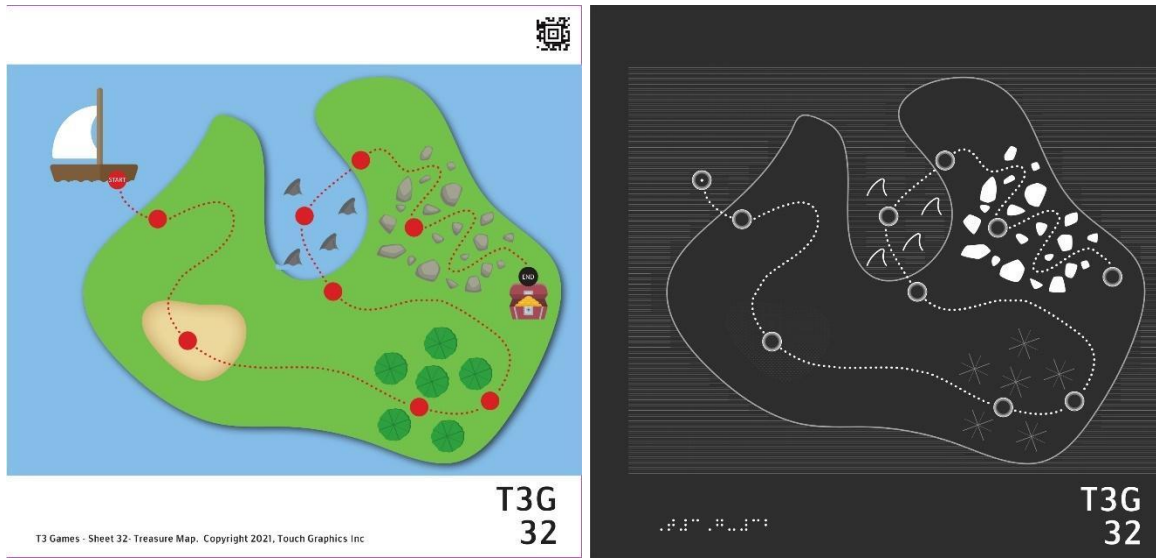 START
END
T3G
32
T3 Games - Sheet 32- Treasure Map. Copyright 2021, Touch Graphics Inc
T3G
32